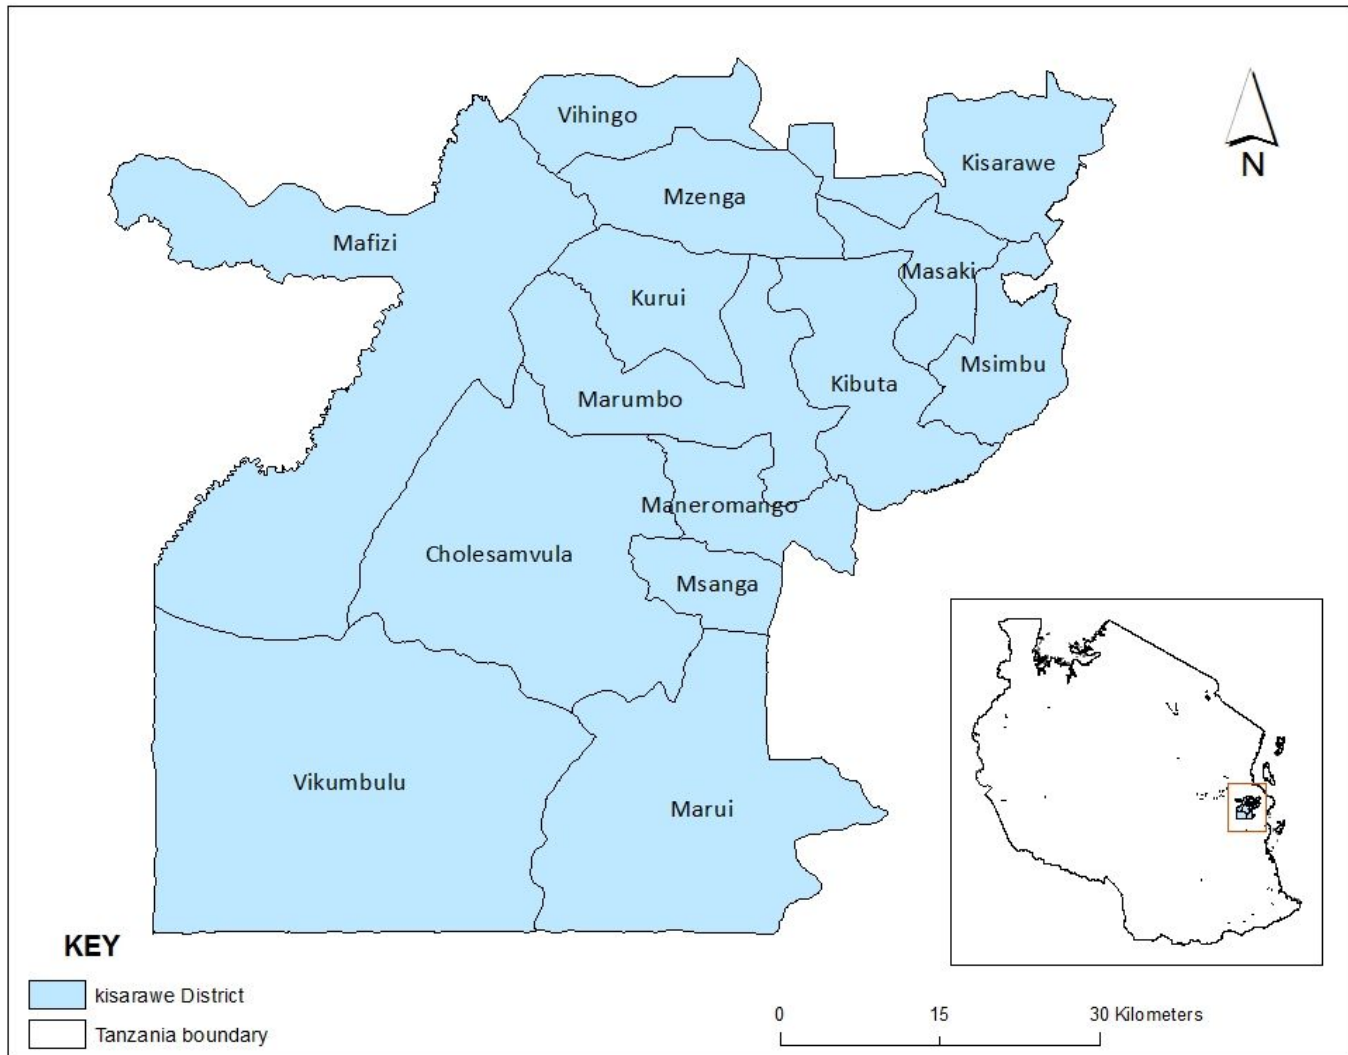 Vihingo
Kisarawe
N
Mzenga
Mafizi
Masaki
Kurui
Msimbu
Kibuta
Marumbo
Maneromango
Cholesamvula
Msanga
Vikumbulu
Marui
KEY
kisarawe District
Tanzania boundary
0 15 30 Kilometers